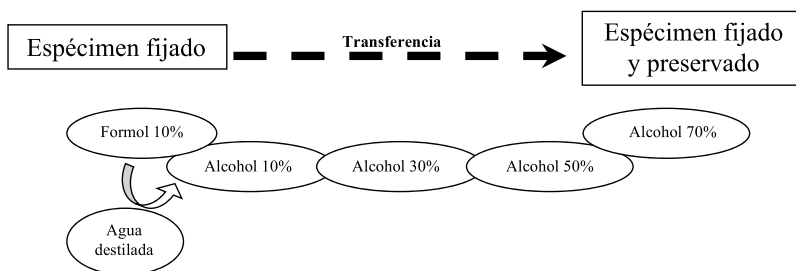 Espécimen fijado
Transferencia
Espécimen fijado
y preservado
Formol 10%
Alcohol 10%
Alcohol 30%
Alcohol 50%
Alcohol 70%
Agua
destilada